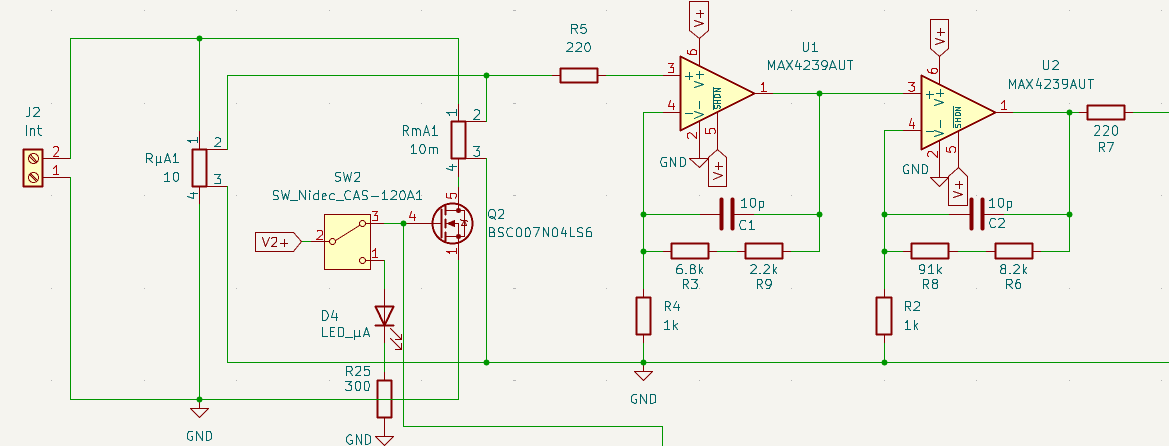 J2
Int
2
1
RµA1
10
1
2
3
4
SW2
SW_Nidec_CAS-120A1
V2+
2
3
1
D4
LED_µA
R25
300
GND
GND
RmA1
10m
1
2
3
4
5
4
1
Q2
BSC007N04LS6
R5
220
V+
6
U1
MAX4239AUT
3
+
V+
SHDN
1
4
-
V-
2
5
GND
V+
10p
C1
6.8k
R3
2.2k
R9
R4
1k
GND
V+
6
U2
MAX4239AUT
3
+
V+
SHDN
1
4
-
V-
2
5
GND
V+
220
R7
10p
C2
91k
R8
8.2k
R6
R2
1k